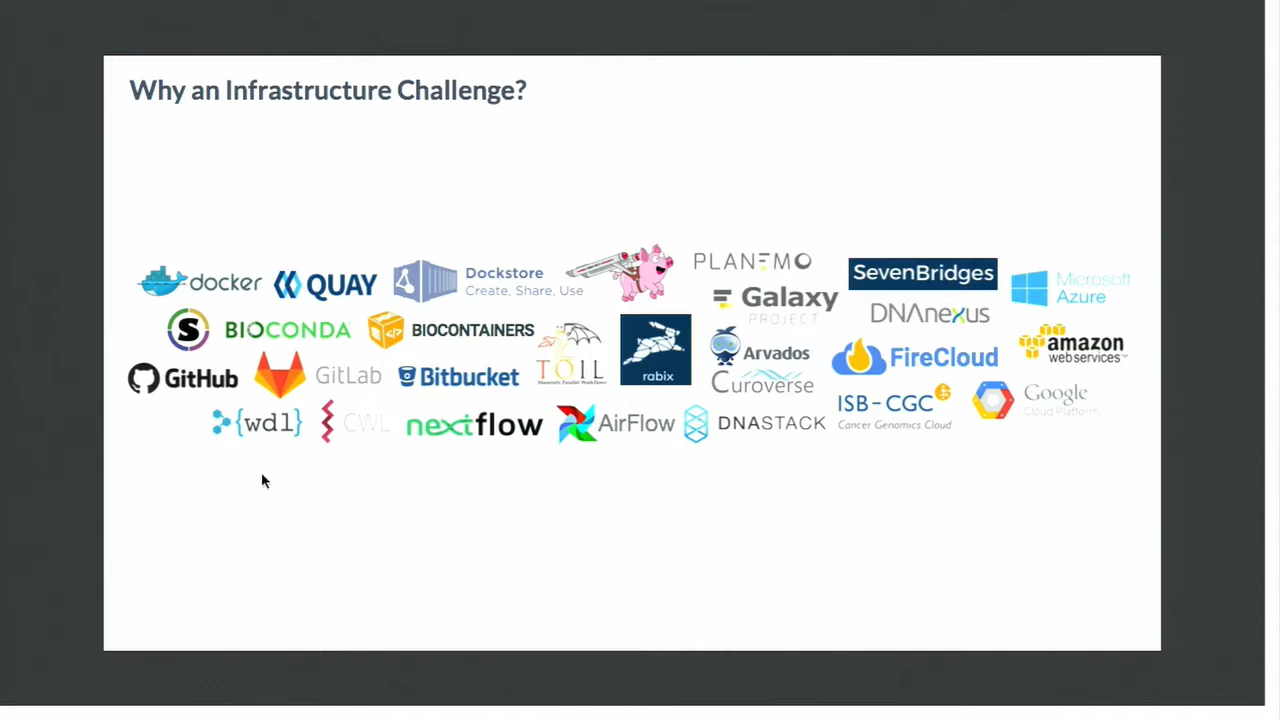 Why an Infrastructure Challenge?
docker
QUAY
Dockstore
Create, Share, Use
PLANEMO
Galaxy
PROJECT
SevenBridges
DNAnexus
Microsoft
Azure
S
BIOCONDA
BIOCONTAINERS
TOIL
rabix
Arvados
Curoverse
FireCloud
amazon
webservices™
GitHub
GitLab
Bitbucket
ISB-CGC
Cancer Genomics Cloud
Google
Cloud Platform
{wdl}
CWL
nextflow
AirFlow
DNASTACK